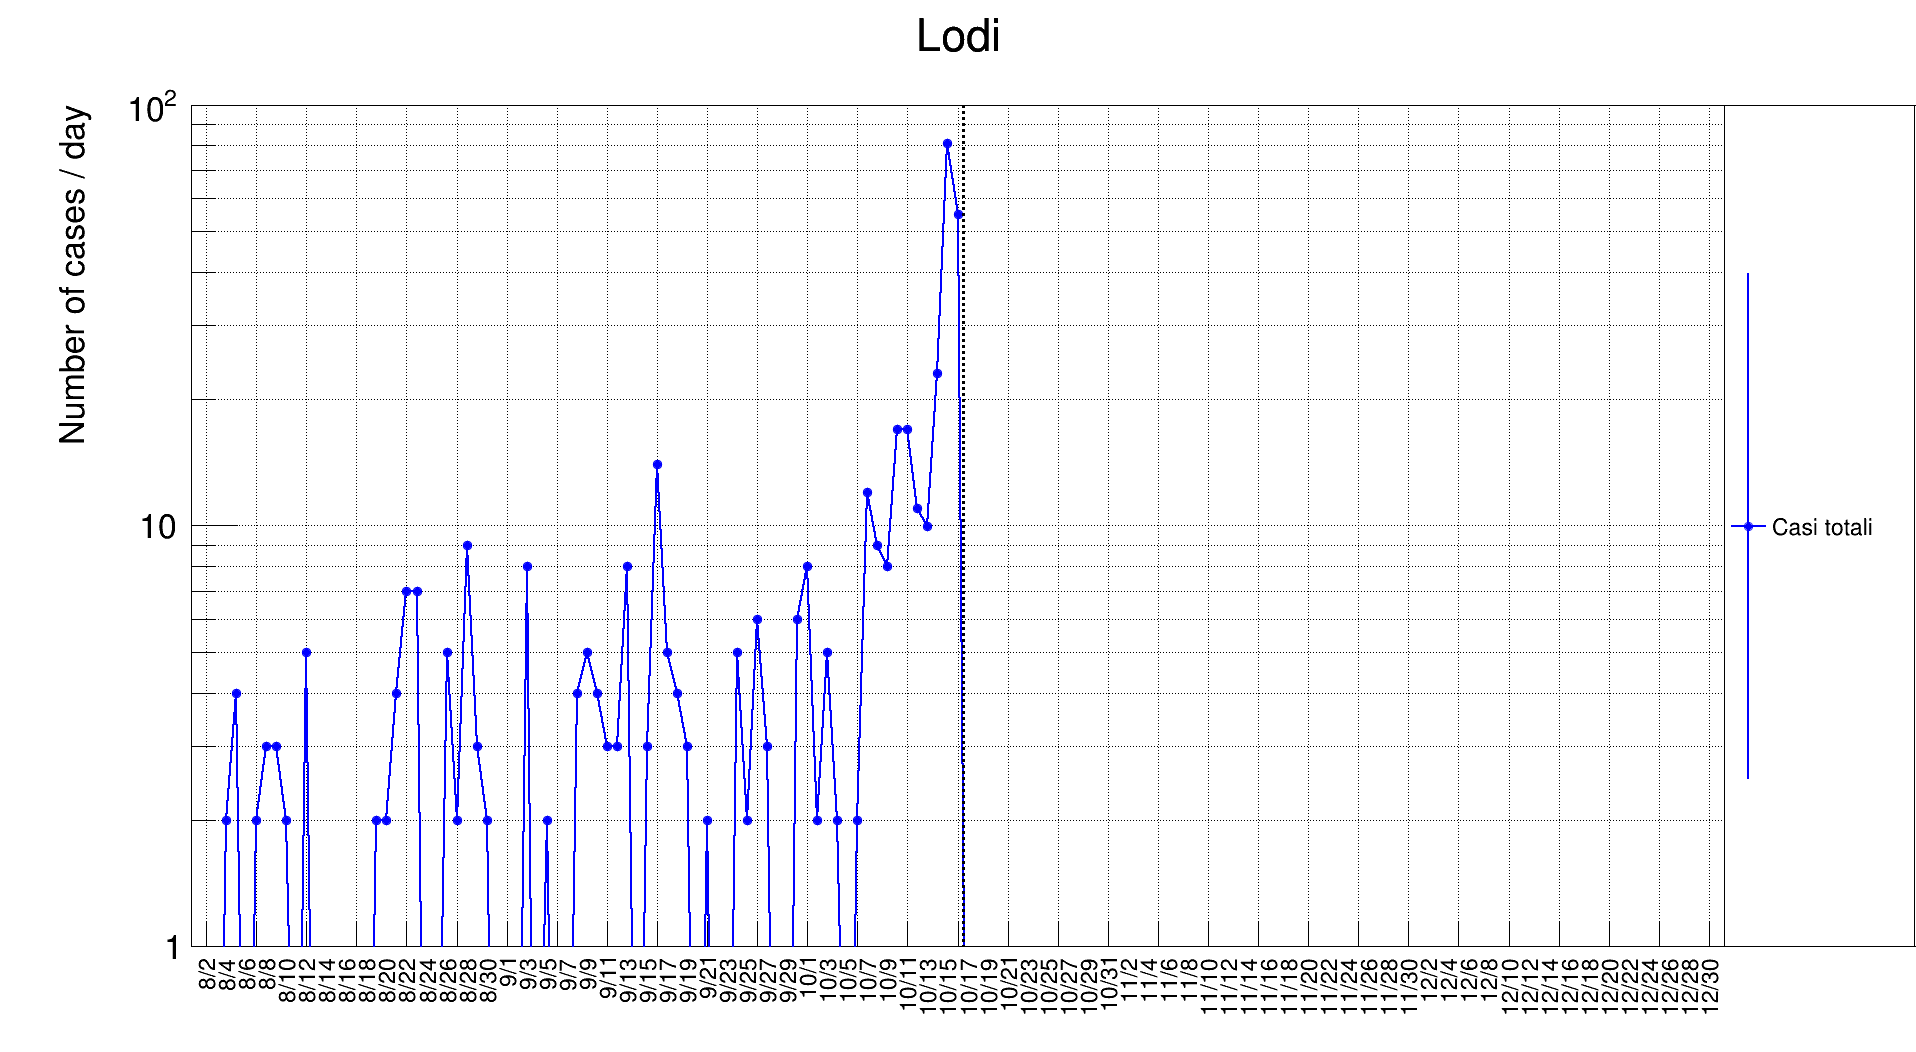 Lodi
Number of cases / day
10²
10
1
8/2 8/4 8/6 8/8 8/10 8/12 8/14 8/16 8/18 8/20 8/22 8/24 8/26 8/28 8/30 9/1 9/3 9/5 9/7 9/9 9/11 9/13 9/15 9/17 9/19 9/21 9/23 9/25 9/27 9/29 10/1 10/3 10/5 10/7 10/9 10/11 10/13 10/15 10/17 10/19 10/21 10/23 10/25 10/27 10/29 10/31 11/2 11/4 11/6 11/8 11/10 11/12 11/14 11/16 11/18 11/20 11/22 11/24 11/26 11/28 11/30 12/2 12/4 12/6 12/8 12/10 12/12 12/14 12/16 12/18 12/20 12/22 12/24 12/26 12/28 12/30
Casi totali